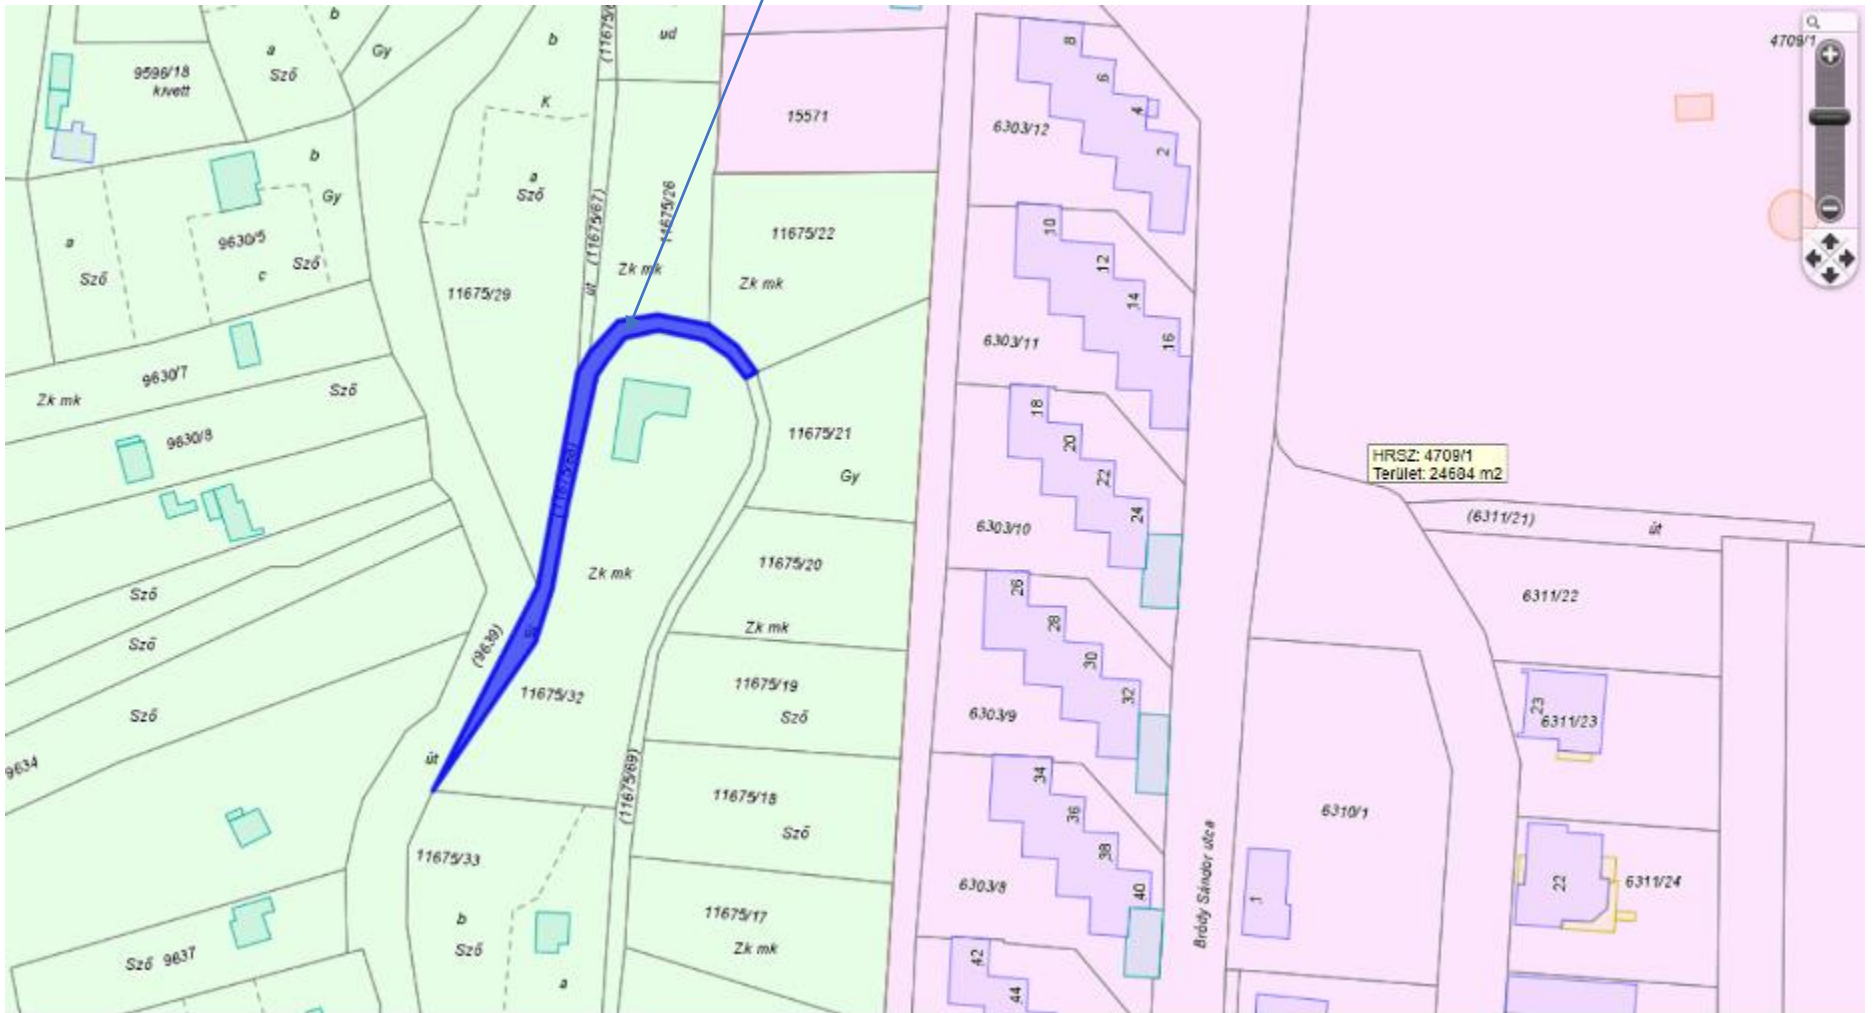 b
a
Gy
Sző
9596/18
kivett
b
K
ud
4709/1
15571
6303/12
8
6
4
2
b
Gy
a
Sző
9630/5
Sző
c
a
Sző
a
Sző
út (11675/67)
11675/26
Zk mk
11675/22
Zk mk
11675/29
10
12
14
16
6303/11
9630/7
Sző
Zk mk
9630/8
18
20
22
24
6303/10
11675/21
Gy
HRSZ: 4709/1
Terület: 24684 m2
(6311/21)
út
11675/20
Zk mk
Zk mk
6311/22
26
28
30
32
6303/9
Sző
Sző
Sző
(9639)
11675/32
11675/19
Sző
23
6311/23
9634
út
(11675/69)
11675/18
Sző
34
36
38
40
6303/8
6310/1
Bródy Sándor utca
11675/33
b
Sző
a
11675/17
Zk mk
1
22
6311/24
Sző 9637
42
44